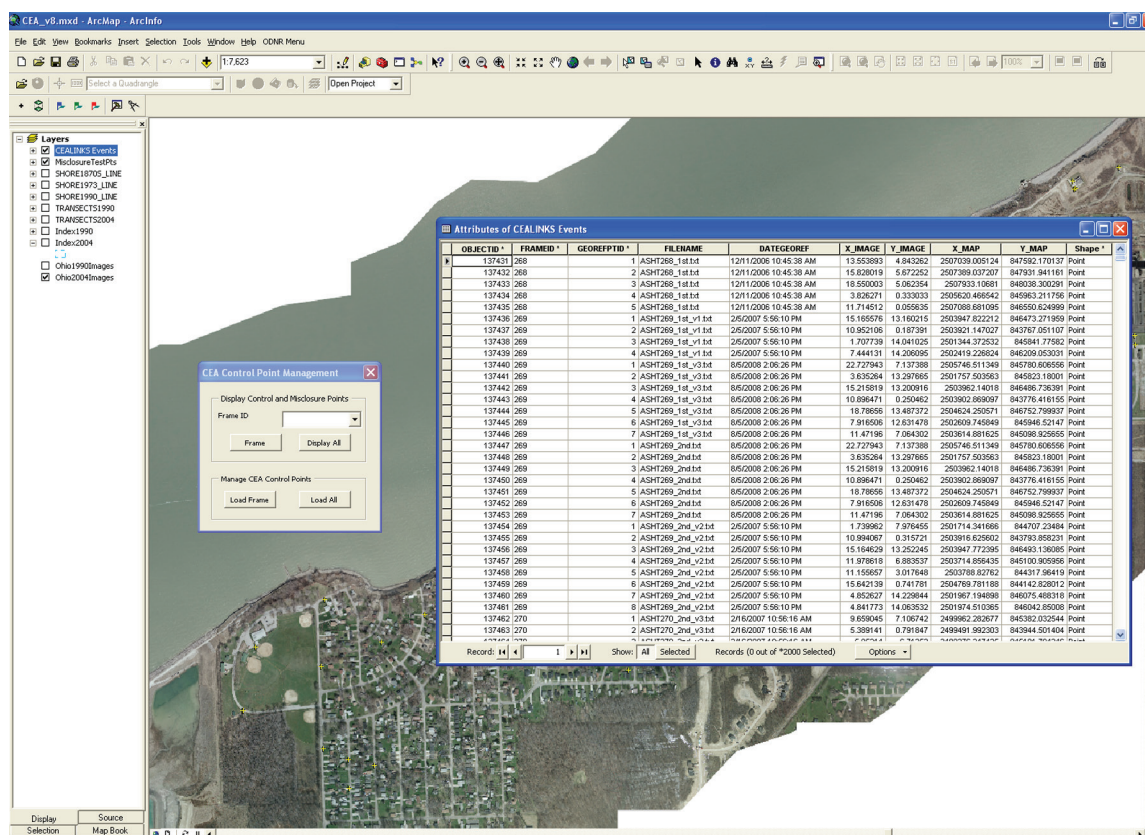 CEA_v8.mxd - ArcMap - ArcInfo
File Edit View Bookmarks Insert Selection Tools Window Help ODNR Menu
1:7,623
100%
Select a Quadrangle
Open Project
Layers
CEALINKS Events
MisclosureTestPts
SHORE1870S_LINE
SHORE1973_LINE
SHORE1990_LINE
TRANSECTS1990
TRANSECTS2004
Index1990
Index2004
Ohio1990Images
Ohio2004Images
CEA Control Point Management
Display Control and Misclosure Points
Frame ID
Frame Display All
Manage CEA Control Points
Load Frame Load All
Attributes of CEALINKS Events
OBJECTID * FRAMEID * GEOREFPTID * FILENAME DATEGEOREF X_IMAGE Y_IMAGE X_MAP Y_MAP Shape *
137431 268 1 ASHT268_1st.txt 12/11/2006 10:45:38 AM 13.553893 4.843262 2507039.005124 847592.170137 Point
137432 268 2 ASHT268_1st.txt 12/11/2006 10:45:38 AM 15.828019 5.672252 2507389.037207 847931.941161 Point
137433 268 3 ASHT268_1st.txt 12/11/2006 10:45:38 AM 18.550003 5.062354 2507933.10681 848038.300291 Point
137434 268 4 ASHT268_1st.txt 12/11/2006 10:45:38 AM 3.826271 0.333033 2505620.466542 845963.211756 Point
137435 268 5 ASHT268_1st.txt 12/11/2006 10:45:38 AM 11.714512 0.055635 2507088.681095 846550.624999 Point
137436 269 1 ASHT269_1st_v1.txt 2/5/2007 5:56:10 PM 15.165576 13.160215 2503947.822212 846473.271959 Point
137437 269 2 ASHT269_1st_v1.txt 2/5/2007 5:56:10 PM 10.952106 0.187391 2503921.147027 843767.051107 Point
137438 269 3 ASHT269_1st_v1.txt 2/5/2007 5:56:10 PM 1.707739 14.041025 2501344.372532 845841.77582 Point
137439 269 4 ASHT269_1st_v1.txt 2/5/2007 5:56:10 PM 7.444131 14.206095 2502419.226824 846209.053031 Point
137440 269 1 ASHT269_1st_v3.txt 8/5/2008 2:06:26 PM 22.727943 7.137388 2505746.511349 845780.606556 Point
137441 269 2 ASHT269_1st_v3.txt 8/5/2008 2:06:26 PM 3.635264 13.297665 2501757.503563 845823.18001 Point
137442 269 3 ASHT269_1st_v3.txt 8/5/2008 2:06:26 PM 15.215819 13.200916 2503962.14018 846486.736391 Point
137443 269 4 ASHT269_1st_v3.txt 8/5/2008 2:06:26 PM 10.896471 0.250462 2503902.869097 843776.416155 Point
137444 269 5 ASHT269_1st_v3.txt 8/5/2008 2:06:26 PM 18.78656 13.487372 2504624.250571 846752.799937 Point
137445 269 6 ASHT269_1st_v3.txt 8/5/2008 2:06:26 PM 7.916506 12.631478 2502609.745849 845946.52147 Point
137446 269 7 ASHT269_1st_v3.txt 8/5/2008 2:06:26 PM 11.47196 7.064302 2503614.881625 845098.925655 Point
137447 269 1 ASHT269_2nd.txt 8/5/2008 2:06:26 PM 22.727943 7.137388 2505746.511349 845780.606556 Point
137448 269 2 ASHT269_2nd.txt 8/5/2008 2:06:26 PM 3.635264 13.297665 2501757.503563 845823.18001 Point
137449 269 3 ASHT269_2nd.txt 8/5/2008 2:06:26 PM 15.215819 13.200916 2503962.14018 846486.736391 Point
137450 269 4 ASHT269_2nd.txt 8/5/2008 2:06:26 PM 10.896471 0.250462 2503902.869097 843776.416155 Point
137451 269 5 ASHT269_2nd.txt 8/5/2008 2:06:26 PM 18.78656 13.487372 2504624.250571 846752.799937 Point
137452 269 6 ASHT269_2nd.txt 8/5/2008 2:06:26 PM 7.916506 12.631478 2502609.745849 845946.52147 Point
137453 269 7 ASHT269_2nd.txt 8/5/2008 2:06:26 PM 11.47196 7.064302 2503614.881625 845098.925655 Point
137454 269 1 ASHT269_2nd_v2.txt 2/5/2007 5:56:10 PM 1.739962 7.976455 2501714.341666 844707.23484 Point
137455 269 2 ASHT269_2nd_v2.txt 2/5/2007 5:56:10 PM 10.994067 0.315721 2503916.625602 843793.858231 Point
137456 269 3 ASHT269_2nd_v2.txt 2/5/2007 5:56:10 PM 15.164629 13.252245 2503947.772395 846493.136085 Point
137457 269 4 ASHT269_2nd_v2.txt 2/5/2007 5:56:10 PM 11.978618 6.883537 2503714.856435 845100.905956 Point
137458 269 5 ASHT269_2nd_v2.txt 2/5/2007 5:56:10 PM 11.155657 3.017648 2503788.82762 844317.96419 Point
137459 269 6 ASHT269_2nd_v2.txt 2/5/2007 5:56:10 PM 15.642139 0.741781 2504769.781188 844142.828012 Point
137460 269 7 ASHT269_2nd_v2.txt 2/5/2007 5:56:10 PM 4.852627 14.229844 2501967.194898 846075.488318 Point
137461 269 8 ASHT269_2nd_v2.txt 2/5/2007 5:56:10 PM 4.841773 14.063532 2501974.510365 846042.85008 Point
137462 270 1 ASHT270_2nd_v3.txt 2/16/2007 10:56:16 AM 9.659045 7.106742 2499962.282677 845382.032544 Point
137463 270 2 ASHT270_2nd_v3.txt 2/16/2007 10:56:16 AM 5.389141 0.791847 2499491.992303 843944.501404 Point
Record: 1 Show: All Selected Records (0 out of *2000 Selected) Options
Display Source
Selection Map Book